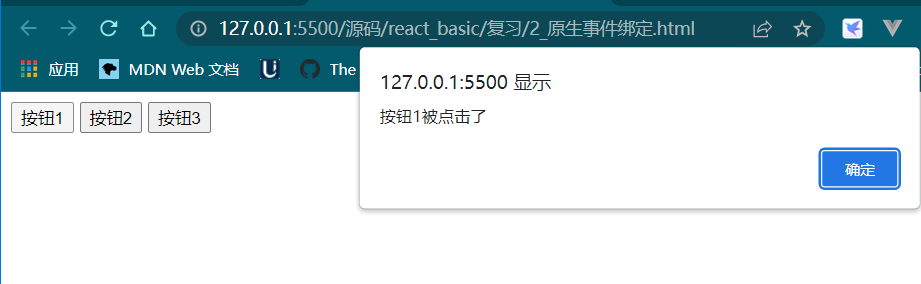 127.0.0.1:5500/源码/react_basic/复习/2_原生事件绑定.html
应用 MDN Web 文档 The
127.0.0.1:5500 显示
按钮1被点击了
确定
按钮1 按钮2 按钮3